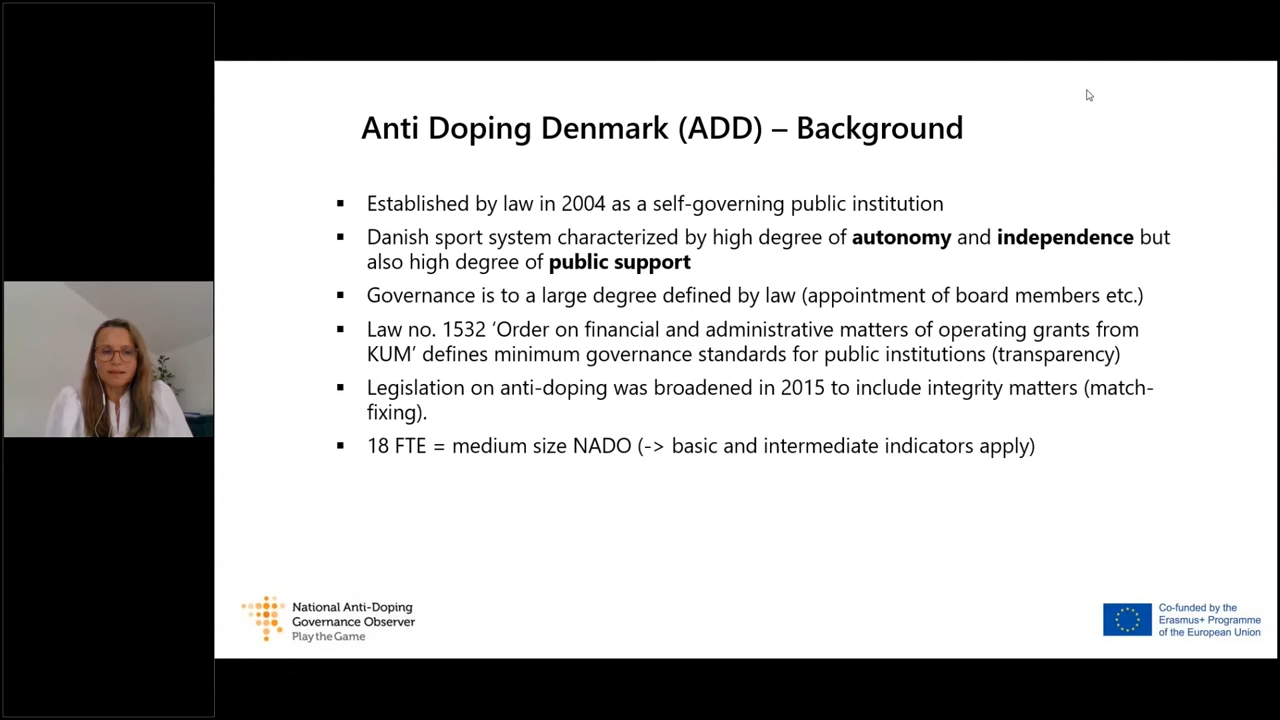 Anti Doping Denmark (ADD) – Background
▪ Established by law in 2004 as a self-governing public institution
▪ Danish sport system characterized by high degree of autonomy and independence but
also high degree of public support
▪ Governance is to a large degree defined by law (appointment of board members etc.)
▪ Law no. 1532 ‘Order on financial and administrative matters of operating grants from
KUM’ defines minimum governance standards for public institutions (transparency)
▪ Legislation on anti-doping was broadened in 2015 to include integrity matters (match-
fixing).
▪ 18 FTE = medium size NADO (-> basic and intermediate indicators apply)
National Anti-Doping
Governance Observer
Play the Game
Co-funded by the
Erasmus+ Programme
of the European Union